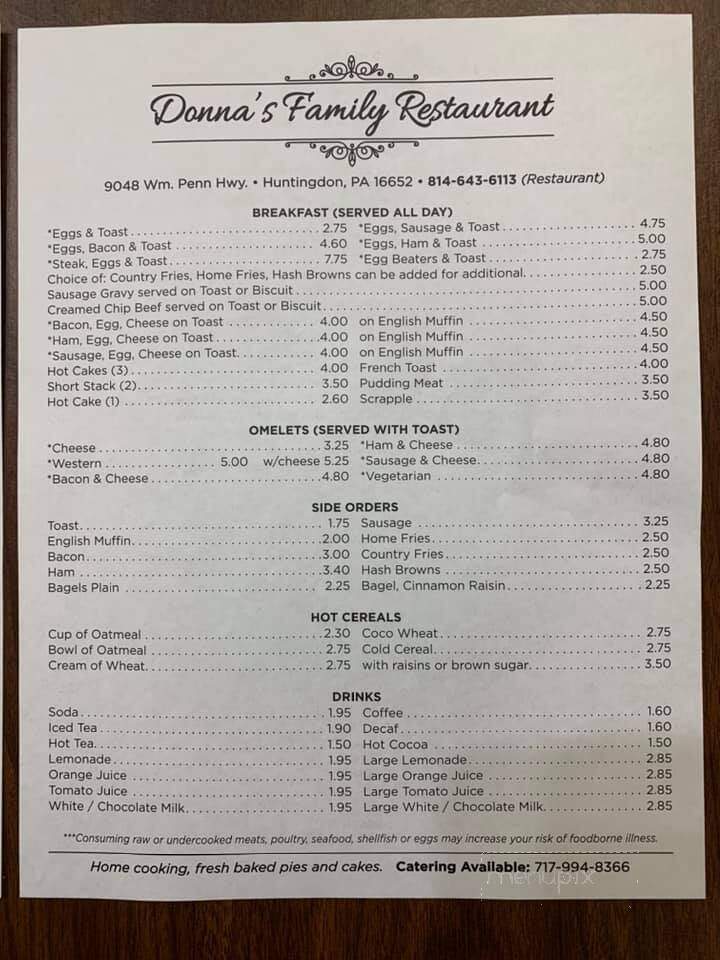 Donna's Family Restaurant
9048 Wm. Penn Hwy. • Huntingdon, PA 16652 • 814-643-6113 (Restaurant)
BREAKFAST (SERVED ALL DAY)
*Eggs & Toast 2.75 *Eggs, Sausage & Toast 4.75
*Eggs, Bacon & Toast 4.60 *Eggs, Ham & Toast 5.00
*Steak, Eggs & Toast 7.75 *Egg Beaters & Toast 2.75
Choice of: Country Fries, Home Fries, Hash Browns can be added for additional. 2.50
Sausage Gravy served on Toast or Biscuit 5.00
Creamed Chip Beef served on Toast or Biscuit 5.00
*Bacon, Egg, Cheese on Toast 4.00 on English Muffin 4.50
*Ham, Egg, Cheese on Toast 4.00 on English Muffin 4.50
*Sausage, Egg, Cheese on Toast 4.00 on English Muffin 4.50
Hot Cakes (3) 4.00 French Toast 4.00
Short Stack (2) 3.50 Pudding Meat 3.50
Hot Cake (1) 2.60 Scrapple 3.50
OMELETS (SERVED WITH TOAST)
*Cheese 3.25 *Ham & Cheese 4.80
*Western 5.00 w/cheese 5.25 *Sausage & Cheese 4.80
*Bacon & Cheese 4.80 *Vegetarian 4.80
SIDE ORDERS
Toast 1.75 Sausage 3.25
English Muffin 2.00 Home Fries 2.50
Bacon 3.00 Country Fries 2.50
Ham 3.40 Hash Browns 2.50
Bagels Plain 2.25 Bagel, Cinnamon Raisin 2.25
HOT CEREALS
Cup of Oatmeal 2.30 Coco Wheat 2.75
Bowl of Oatmeal 2.75 Cold Cereal 2.75
Cream of Wheat 2.75 with raisins or brown sugar 3.50
DRINKS
Soda 1.95 Coffee 1.60
Iced Tea 1.90 Decaf 1.60
Hot Tea 1.50 Hot Cocoa 1.50
Lemonade 1.95 Large Lemonade 2.85
Orange Juice 1.95 Large Orange Juice 2.85
Tomato Juice 1.95 Large Tomato Juice 2.85
White / Chocolate Milk 1.95 Large White / Chocolate Milk 2.85
***Consuming raw or undercooked meats, poultry, seafood, shellfish or eggs may increase your risk of foodborne illness.
Home cooking, fresh baked pies and cakes. Catering Available: 717-994-8366
menupix